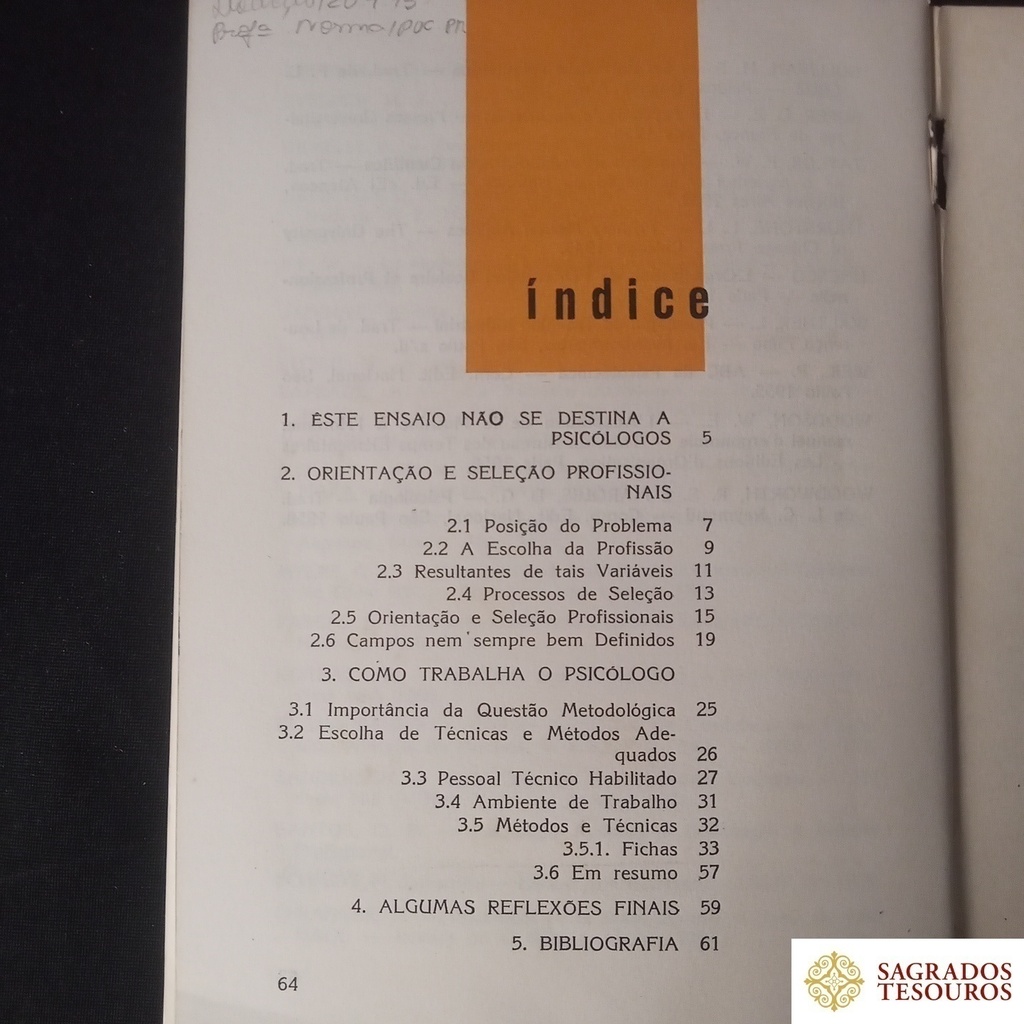 índice
1. ÊSTE ENSAIO NÃO SE DESTINA A
PSICÓLOGOS 5
2. ORIENTAÇÃO E SELEÇÃO PROFISSIO-
NAIS
2.1 Posição do Problema 7
2.2 A Escolha da Profissão 9
2.3 Resultantes de tais Variáveis 11
2.4 Processos de Seleção 13
2.5 Orientação e Seleção Profissionais 15
2.6 Campos nem sempre bem Definidos 19
3. COMO TRABALHA O PSICÓLOGO
3.1 Importância da Questão Metodológica 25
3.2 Escolha de Técnicas e Métodos Ade-
quados 26
3.3 Pessoal Técnico Habilitado 27
3.4 Ambiente de Trabalho 31
3.5 Métodos e Técnicas 32
3.5.1. Fichas 33
3.6 Em resumo 57
4. ALGUMAS REFLEXÕES FINAIS 59
5. BIBLIOGRAFIA 61
64
SAGRADOS
TESOUROS